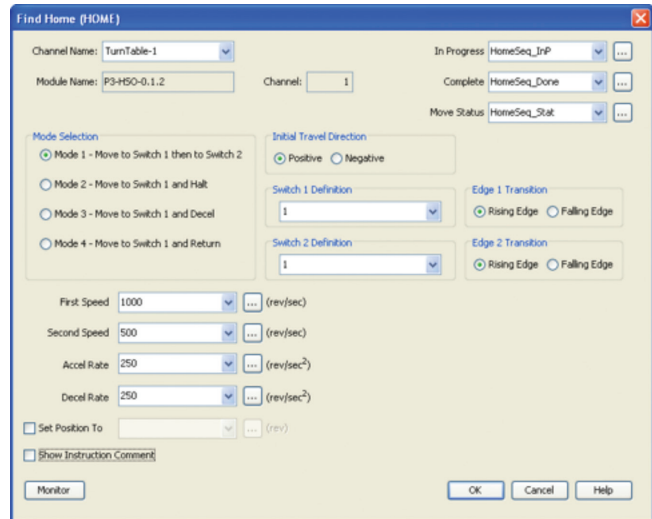 Find Home (HOME)
Channel Name: TurnTable-1
In Progress HomeSeq_InP ...
Module Name: P3-HSO-0.1.2 Channel: 1
Complete HomeSeq_Done ...
Move Status HomeSeq_Stat ...
Mode Selection
Mode 1 - Move to Switch 1 then to Switch 2
Mode 2 - Move to Switch 1 and Halt
Mode 3 - Move to Switch 1 and Decel
Mode 4 - Move to Switch 1 and Return
Initial Travel Direction
Positive Negative
Switch 1 Definition
1
Edge 1 Transition
Rising Edge Falling Edge
Switch 2 Definition
1
Edge 2 Transition
Rising Edge Falling Edge
First Speed 1000 ... (rev/sec)
Second Speed 500 ... (rev/sec)
Accel Rate 250 ... (rev/sec²)
Decel Rate 250 ... (rev/sec²)
Set Position To ... (rev)
Show Instruction Comment
Monitor OK Cancel Help